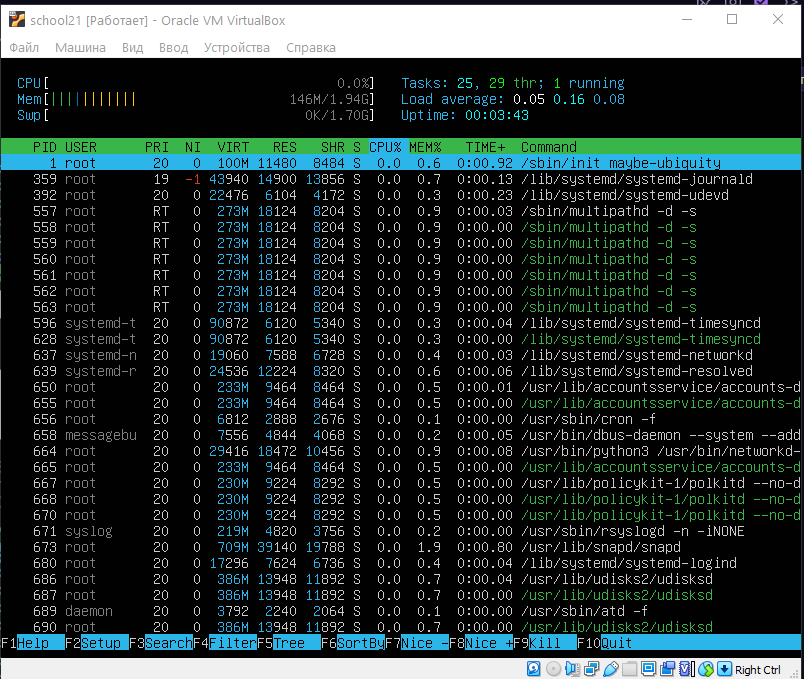 school21 [Работает] - Oracle VM VirtualBox
Файл Машина Вид Ввод Устройства Справка
CPU[ 0.0%] Tasks: 25, 29 thr; 1 running
Mem[||||||||||| 146M/1.94G] Load average: 0.05 0.16 0.08
Swp[ 0K/1.70G] Uptime: 00:03:43
PID USER PRI NI VIRT RES SHR S CPU% MEM% TIME+ Command
1 root 20 0 100M 11480 8484 S 0.0 0.6 0:00.92 /sbin/init maybe-ubiquity
359 root 19 -1 43940 14900 13856 S 0.0 0.7 0:00.13 /lib/systemd/systemd-journald
392 root 20 0 22476 6104 4172 S 0.0 0.3 0:00.23 /lib/systemd/systemd-udevd
557 root RT 0 273M 18124 8204 S 0.0 0.9 0:00.03 /sbin/multipathd -d -s
558 root RT 0 273M 18124 8204 S 0.0 0.9 0:00.00 /sbin/multipathd -d -s
559 root RT 0 273M 18124 8204 S 0.0 0.9 0:00.00 /sbin/multipathd -d -s
560 root RT 0 273M 18124 8204 S 0.0 0.9 0:00.00 /sbin/multipathd -d -s
561 root RT 0 273M 18124 8204 S 0.0 0.9 0:00.00 /sbin/multipathd -d -s
562 root RT 0 273M 18124 8204 S 0.0 0.9 0:00.00 /sbin/multipathd -d -s
563 root RT 0 273M 18124 8204 S 0.0 0.9 0:00.00 /sbin/multipathd -d -s
596 systemd-t 20 0 90872 6120 5340 S 0.0 0.3 0:00.04 /lib/systemd/systemd-timesyncd
628 systemd-t 20 0 90872 6120 5340 S 0.0 0.3 0:00.00 /lib/systemd/systemd-timesyncd
637 systemd-n 20 0 19060 7588 6728 S 0.0 0.4 0:00.03 /lib/systemd/systemd-networkd
639 systemd-r 20 0 24536 12224 8320 S 0.0 0.6 0:00.06 /lib/systemd/systemd-resolved
650 root 20 0 233M 9464 8464 S 0.0 0.5 0:00.01 /usr/lib/accountsservice/accounts-d
655 root 20 0 233M 9464 8464 S 0.0 0.5 0:00.00 /usr/lib/accountsservice/accounts-d
656 root 20 0 6812 2888 2676 S 0.0 0.1 0:00.00 /usr/sbin/cron -f
658 messagebu 20 0 7556 4844 4068 S 0.0 0.2 0:00.05 /usr/bin/dbus-daemon --system --add
664 root 20 0 29416 18472 10456 S 0.0 0.9 0:00.08 /usr/bin/python3 /usr/bin/networkd-
665 root 20 0 233M 9464 8464 S 0.0 0.5 0:00.00 /usr/lib/accountsservice/accounts-d
667 root 20 0 230M 9224 8292 S 0.0 0.5 0:00.00 /usr/lib/policykit-1/polkitd --no-d
668 root 20 0 230M 9224 8292 S 0.0 0.5 0:00.00 /usr/lib/policykit-1/polkitd --no-d
670 root 20 0 230M 9224 8292 S 0.0 0.5 0:00.00 /usr/lib/policykit-1/polkitd --no-d
671 syslog 20 0 219M 4820 3756 S 0.0 0.2 0:00.00 /usr/sbin/rsyslogd -n -iNONE
673 root 20 0 709M 39140 19788 S 0.0 1.9 0:00.80 /usr/lib/snapd/snapd
680 root 20 0 17296 7624 6736 S 0.0 0.4 0:00.04 /lib/systemd/systemd-logind
686 root 20 0 386M 13948 11892 S 0.0 0.7 0:00.04 /usr/lib/udisks2/udisksd
687 root 20 0 386M 13948 11892 S 0.0 0.7 0:00.00 /usr/lib/udisks2/udisksd
689 daemon 20 0 3792 2240 2064 S 0.0 0.1 0:00.00 /usr/sbin/atd -f
690 root 20 0 386M 13948 11892 S 0.0 0.7 0:00.00 /usr/lib/udisks2/udisksd
F1Help F2Setup F3SearchF4FilterF5Tree F6SortByF7Nice -F8Nice +F9Kill F10Quit
Right Ctrl